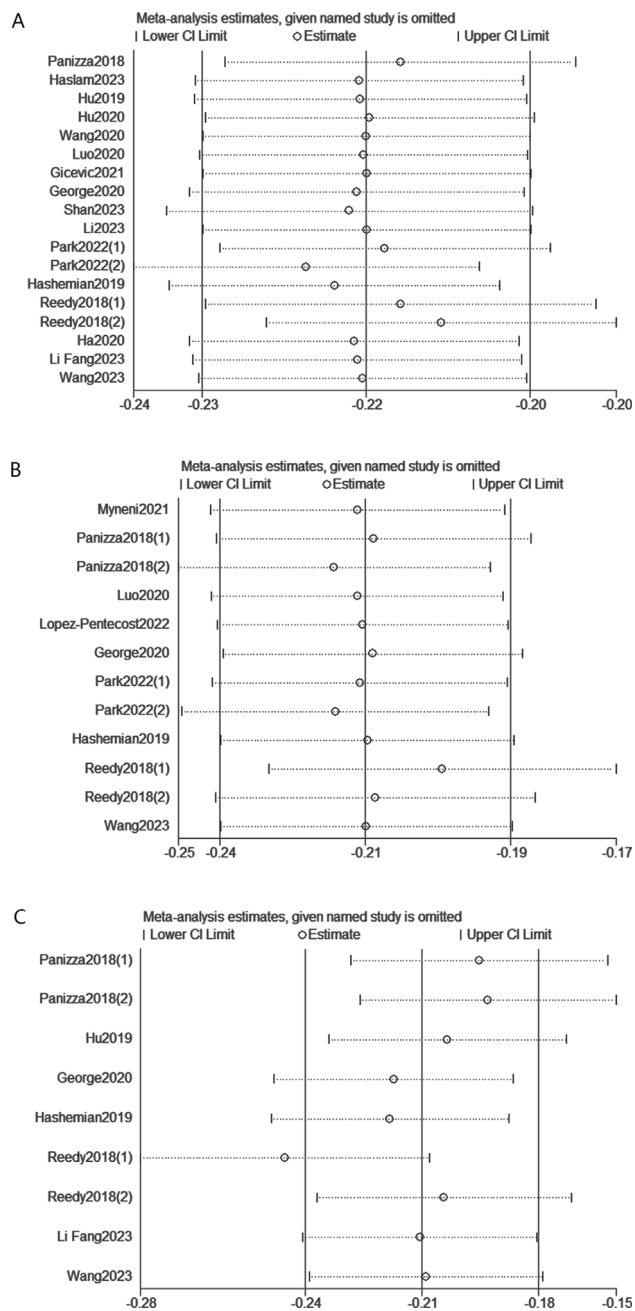 A
Meta-analysis estimates, given named study is omitted
Lower CI Limit Estimate Upper CI Limit
Panizza2018
Haslam2023
Hu2019
Hu2020
Wang2020
Luo2020
Gicevic2021
George2020
Shan2023
Li2023
Park2022(1)
Park2022(2)
Hashemian2019
Reedy2018(1)
Reedy2018(2)
Ha2020
Li Fang2023
Wang2023
-0.24 -0.23 -0.22 -0.20 -0.20
B
Meta-analysis estimates, given named study is omitted
Lower CI Limit Estimate Upper CI Limit
Myneni2021
Panizza2018(1)
Panizza2018(2)
Luo2020
Lopez-Pentecost2022
George2020
Park2022(1)
Park2022(2)
Hashemian2019
Reedy2018(1)
Reedy2018(2)
Wang2023
-0.25 -0.24 -0.21 -0.19 -0.17
C
Meta-analysis estimates, given named study is omitted
Lower CI Limit Estimate Upper CI Limit
Panizza2018(1)
Panizza2018(2)
Hu2019
George2020
Hashemian2019
Reedy2018(1)
Reedy2018(2)
Li Fang2023
Wang2023
-0.28 -0.24 -0.21 -0.18 -0.15